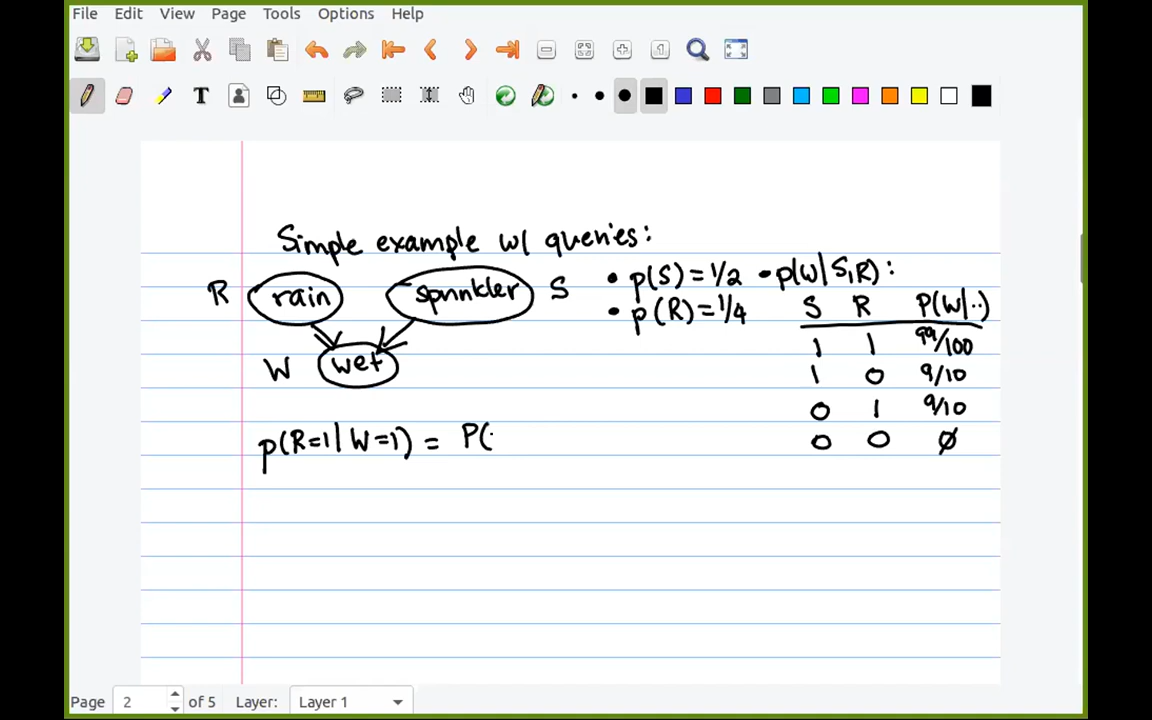 File Edit View Page Tools Options Help
Simple example w/ queries:
R rain sprinkler S
W wet
• p(S) = 1/2 • p(W|S,R):
• p(R) = 1/4
S R P(W|..)
1 1 99/100
1 0 9/10
0 1 9/10
0 0 ∅
p(R=1|W=1) = P(
Page 2 of 5 Layer: Layer 1